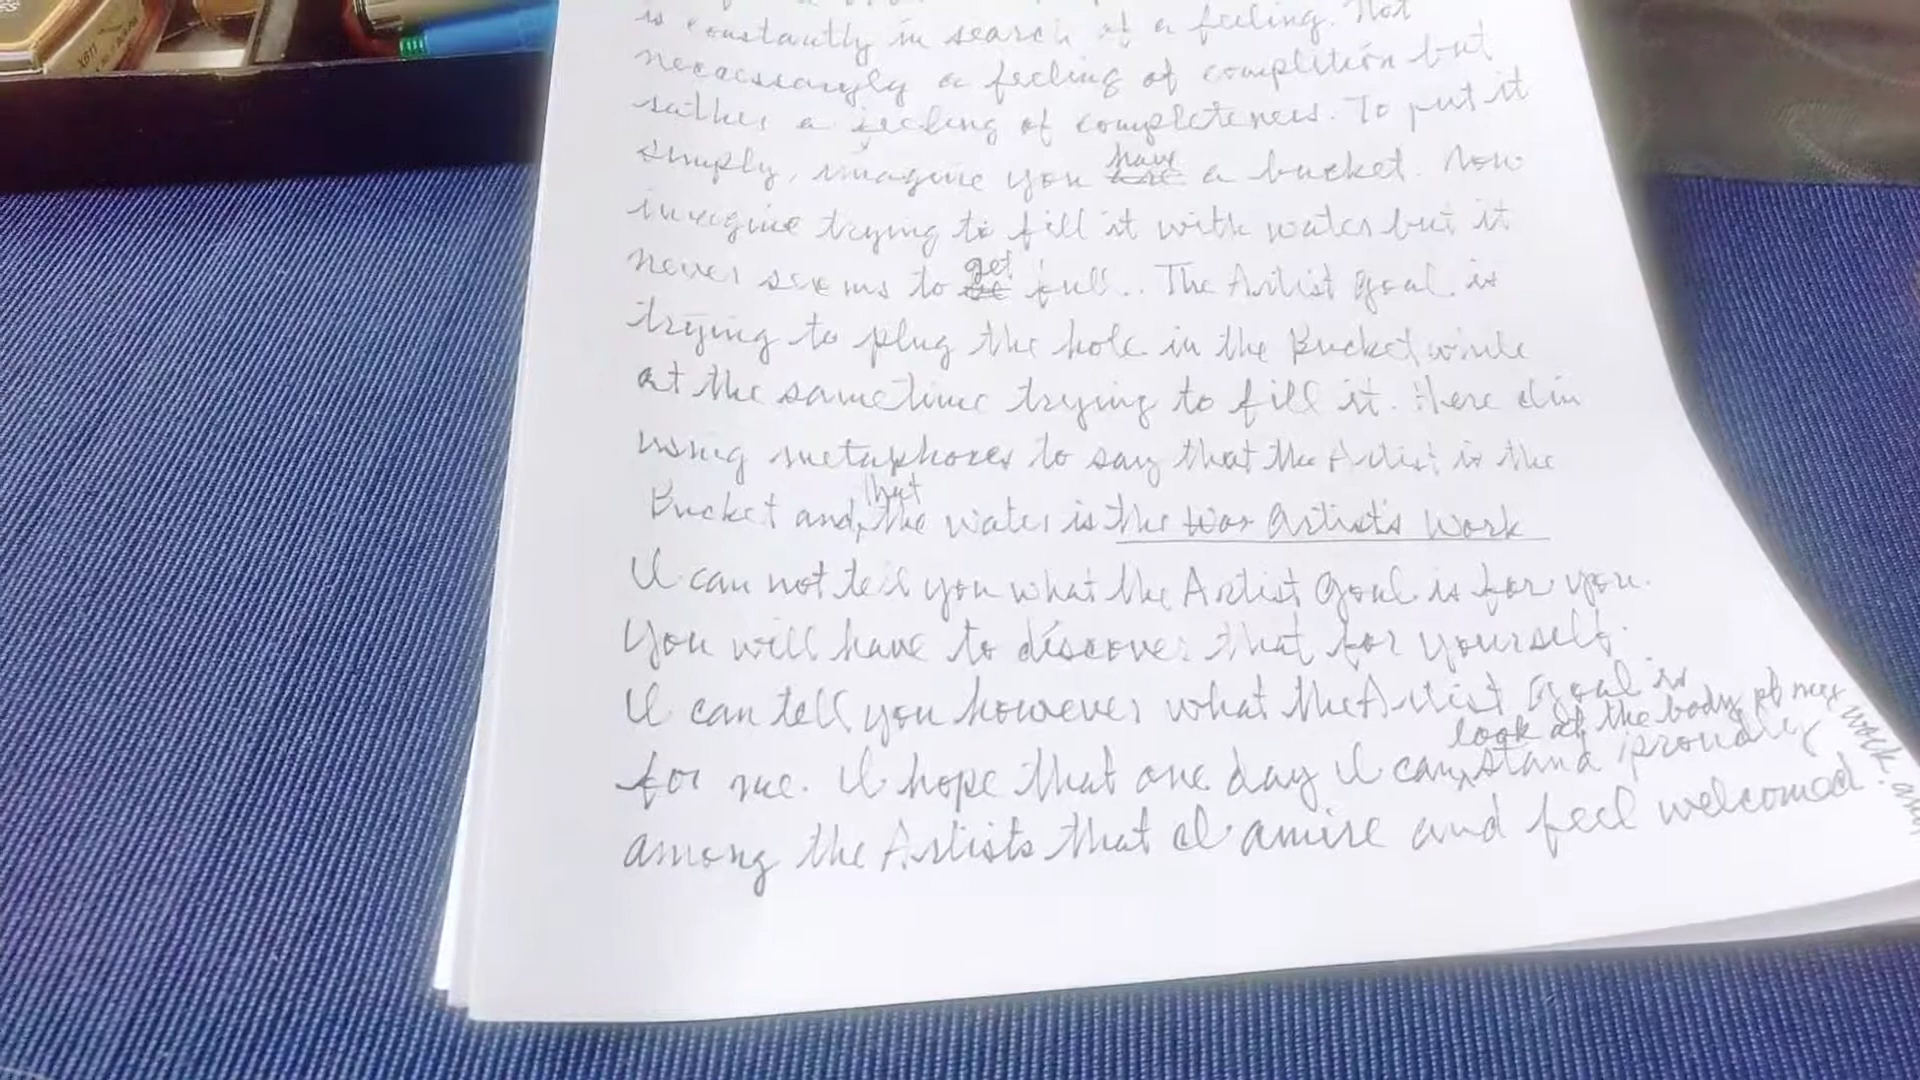 is constantly in search of a feeling. Not
necacssaryly a feeling of complition but
rather a feeling of completeness. To put it
simply, imagine you have a bucket. Now
imagine trying to fill it with water but it
never seems to get full.. The Artist Goal is
trying to plug the hole in the Bucket while
at the sametime trying to fill it. Here I'm
using metaphores to say that the Artist is the
Bucket and, that the water is the Artist's Work
I can not tell you what the Artist Goal is for you.
You will have to discover that for yourself.
I can tell you however what the Artist Goal is
look at the body of my work and
for me. I hope that one day I can stand proudly
among the Artists that I amire and feel welcomed.